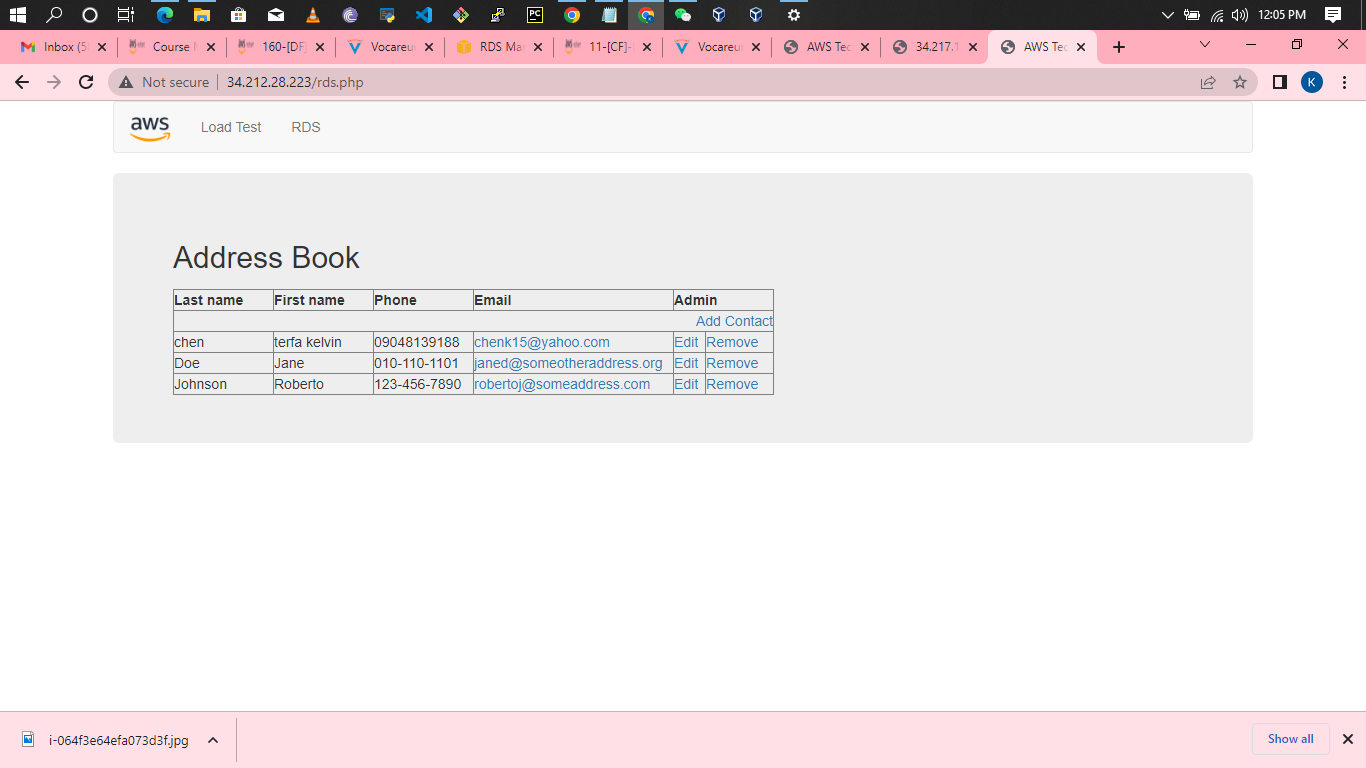 12:05 PM
Inbox (5
Course
160-[DF]
Vocareu
RDS Ma
11-[CF]-
Vocareu
AWS Tec
34.217.1
AWS Tec
Not secure 34.212.28.223/rds.php
K
aws Load Test RDS
Address Book
Last name First name Phone Email Admin
Add Contact
chen terfa kelvin 09048139188 chenk15@yahoo.com Edit Remove
Doe Jane 010-110-1101 janed@someotheraddress.org Edit Remove
Johnson Roberto 123-456-7890 robertoj@someaddress.com Edit Remove
i-064f3e64efa073d3f.jpg Show all